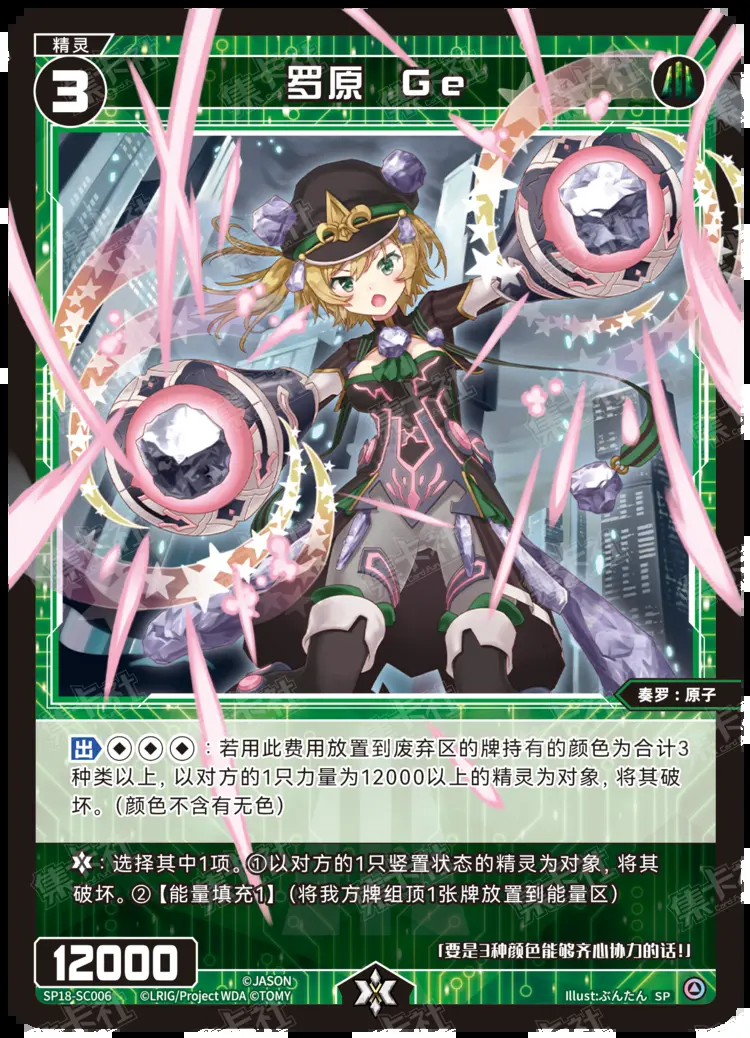 精灵
3
罗原 Ge
奏罗：原子
出：若用此费用放置到废弃区的牌持有的颜色为合计3
种类以上，以对方的1只力量为12000以上的精灵为对象，将其破
坏。（颜色不含有无色）
：选择其中1项。①以对方的1只竖置状态的精灵为对象，将其
破坏。②【能量填充1】（将我方牌组顶1张牌放置到能量区）
「要是3种颜色能够齐心协力的话!」
12000
©JASON
SP18-SC006 ©LRIG/Project WDA ©TOMY
Illust:ぶんたん SP
集卡社